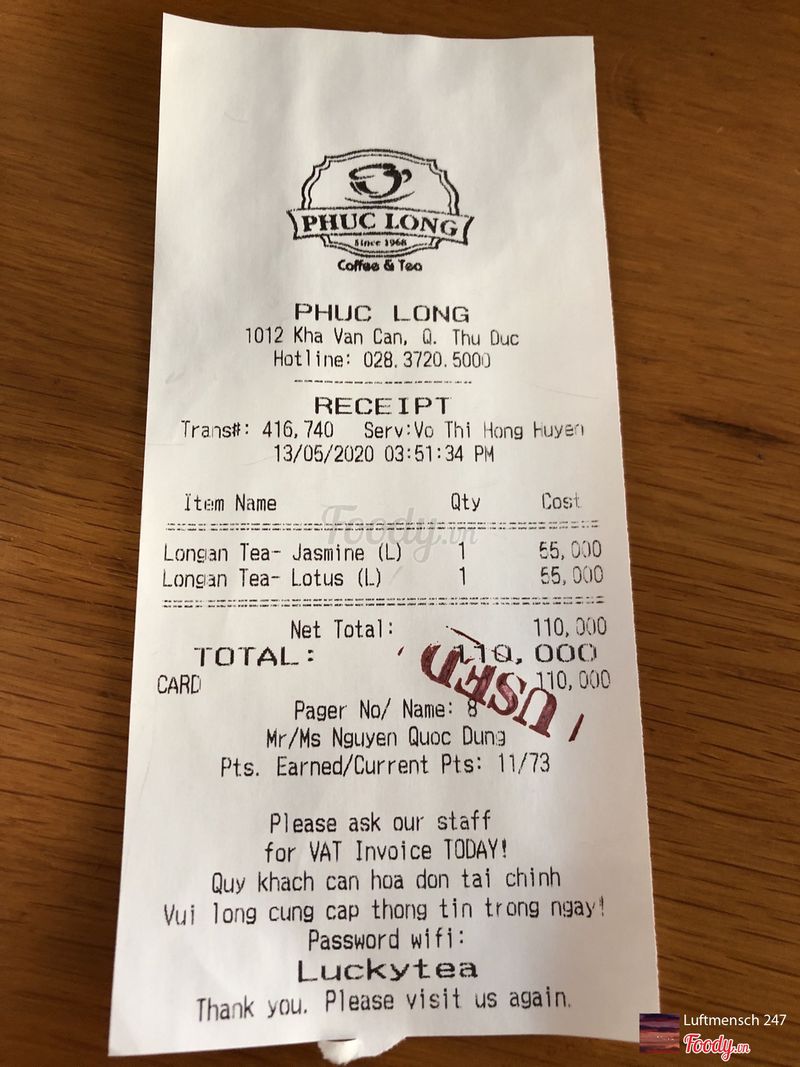 PHUC LONG
Since 1968
Coffee & Tea
PHUC LONG
1012 Kha Van Can, Q. Thu Duc
Hotline: 028.3720.5000
RECEIPT
Trans#: 416,740 Serv:Vo Thi Hong Huyen
13/05/2020 03:51:34 PM
Item Name Qty Cost
Foody.vn
Longan Tea- Jasmine (L) 1 55,000
Longan Tea- Lotus (L) 1 55,000
Net Total: 110,000
TOTAL: 110,000
USED
CARD 110,000
Pager No/ Name: 8
Mr/Ms Nguyen Quoc Dung
Pts. Earned/Current Pts: 11/73
Please ask our staff
for VAT Invoice TODAY!
Quy khach can hoa don tai chinh
Vui long cung cap thong tin trong ngay!
Password wifi:
Luckytea
Thank you. Please visit us again.
Luftmensch 247
Foody.vn